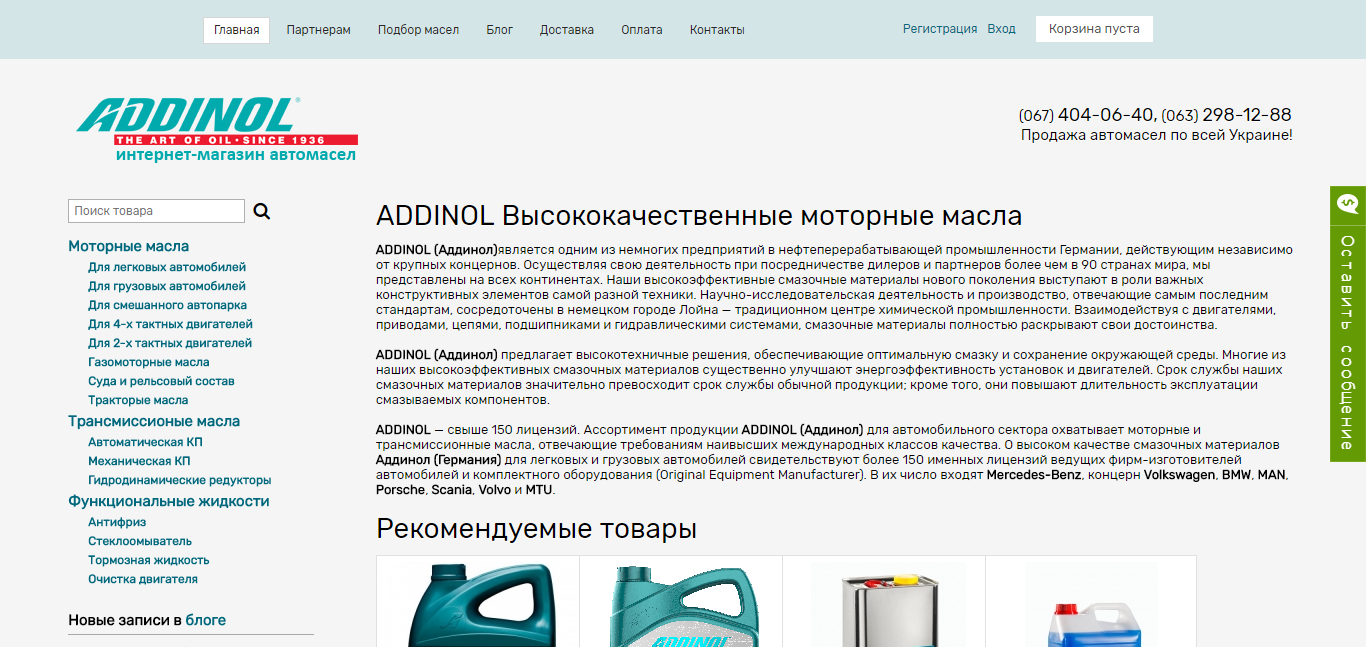 Главная Партнерам Подбор масел Блог Доставка Оплата Контакты Регистрация Вход Корзина пуста
ADDINOL®
THE ART OF OIL · SINCE 1936
интернет-магазин автомасел
(067) 404-06-40, (063) 298-12-88
Продажа автомасел по всей Украине!
Поиск товара
Моторные масла
Для легковых автомобилей
Для грузовых автомобилей
Для смешанного автопарка
Для 4-х тактных двигателей
Для 2-х тактных двигателей
Газомоторные масла
Суда и рельсовый состав
Тракторые масла
Трансмиссионые масла
Автоматическая КП
Механическая КП
Гидродинамические редукторы
Функциональные жидкости
Антифриз
Стеклоомыватель
Тормозная жидкость
Очистка двигателя
Новые записи в блоге
ADDINOL Высококачественные моторные масла
ADDINOL (Аддинол)является одним из немногих предприятий в нефтеперерабатывающей промышленности Германии, действующим независимо
от крупных концернов. Осуществляя свою деятельность при посредничестве дилеров и партнеров более чем в 90 странах мира, мы
представлены на всех континентах. Наши высокоэффективные смазочные материалы нового поколения выступают в роли важных
конструктивных элементов самой разной техники. Научно-исследовательская деятельность и производство, отвечающие самым последним
стандартам, сосредоточены в немецком городе Лойна — традиционном центре химической промышленности. Взаимодействуя с двигателями,
приводами, цепями, подшипниками и гидравлическими системами, смазочные материалы полностью раскрывают свои достоинства.
ADDINOL (Аддинол) предлагает высокотехничные решения, обеспечивающие оптимальную смазку и сохранение окружающей среды. Многие из
наших высокоэффективных смазочных материалов существенно улучшают энергоэффективность установок и двигателей. Срок службы наших
смазочных материалов значительно превосходит срок службы обычной продукции; кроме того, они повышают длительность эксплуатации
смазываемых компонентов.
ADDINOL — свыше 150 лицензий. Ассортимент продукции ADDINOL (Аддинол) для автомобильного сектора охватывает моторные и
трансмиссионные масла, отвечающие требованиям наивысших международных классов качества. О высоком качестве смазочных материалов
Аддинол (Германия) для легковых и грузовых автомобилей свидетельствуют более 150 именных лицензий ведущих фирм-изготовителей
автомобилей и комплектного оборудования (Original Equipment Manufacturer). В их число входят Mercedes-Benz, концерн Volkswagen, BMW, MAN,
Porsche, Scania, Volvo и MTU.
Рекомендуемые товары
ADDINOL
Оставить сообщение